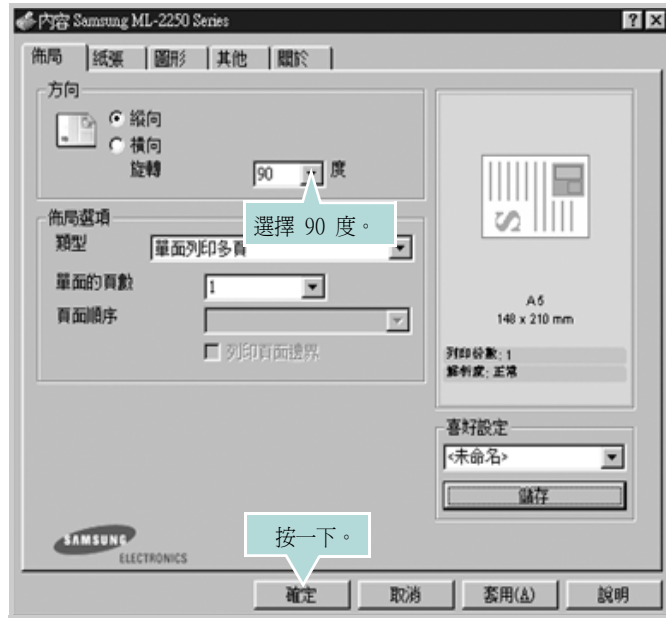 內容 Samsung ML-2250 Series
佈局 紙張 圖形 其他 關於
方向
縱向
橫向
旋轉 90 度
選擇 90 度。
佈局選項
類型 單面列印多頁
單面的頁數 1
頁面順序
列印頁面邊界
A5
148 x 210 mm
列印份數: 1
解析度: 正常
喜好設定
<未命名>
儲存
SAMSUNG
ELECTRONICS
按一下。
確定 取消 套用(A) 說明